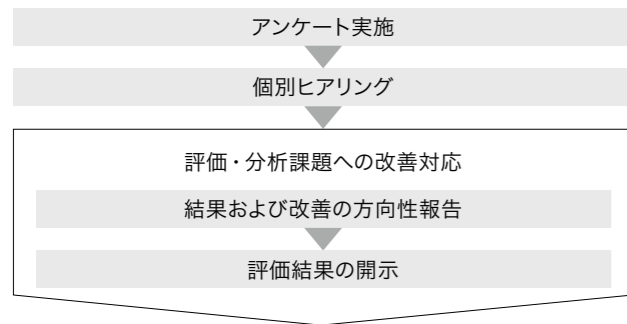 アンケート実施
個別ヒアリング
評価・分析課題への改善対応
結果および改善の方向性報告
評価結果の開示